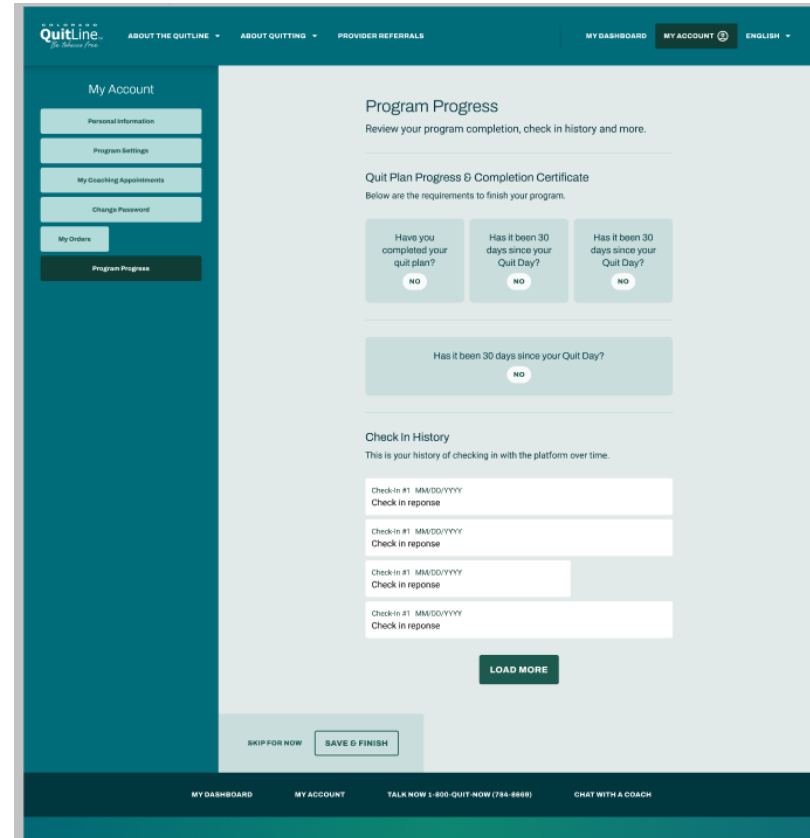 COLORADO
QuitLine
Be Tobacco Free
ABOUT THE QUITLINE
ABOUT QUITTING
PROVIDER REFERRALS
MY DASHBOARD
MY ACCOUNT
ENGLISH
My Account
Personal Information
Program Settings
My Coaching Appointments
Change Password
My Orders
Program Progress
Program Progress
Review your program completion, check in history and more.
Quit Plan Progress & Completion Certificate
Below are the requirements to finish your program.
Have you
completed your
quit plan?
NO
Has it been 30
days since your
Quit Day?
NO
Has it been 30
days since your
Quit Day?
NO
Has it been 30 days since your Quit Day?
NO
Check In History
This is your history of checking in with the platform over time.
Check-In #1 MM/DD/YYYY
Check in reponse
Check-In #1 MM/DD/YYYY
Check in reponse
Check-In #1 MM/DD/YYYY
Check in reponse
Check-In #1 MM/DD/YYYY
Check in reponse
LOAD MORE
SKIP FOR NOW
SAVE & FINISH
MY DASHBOARD
MY ACCOUNT
TALK NOW 1-800-QUIT-NOW (784-8669)
CHAT WITH A COACH